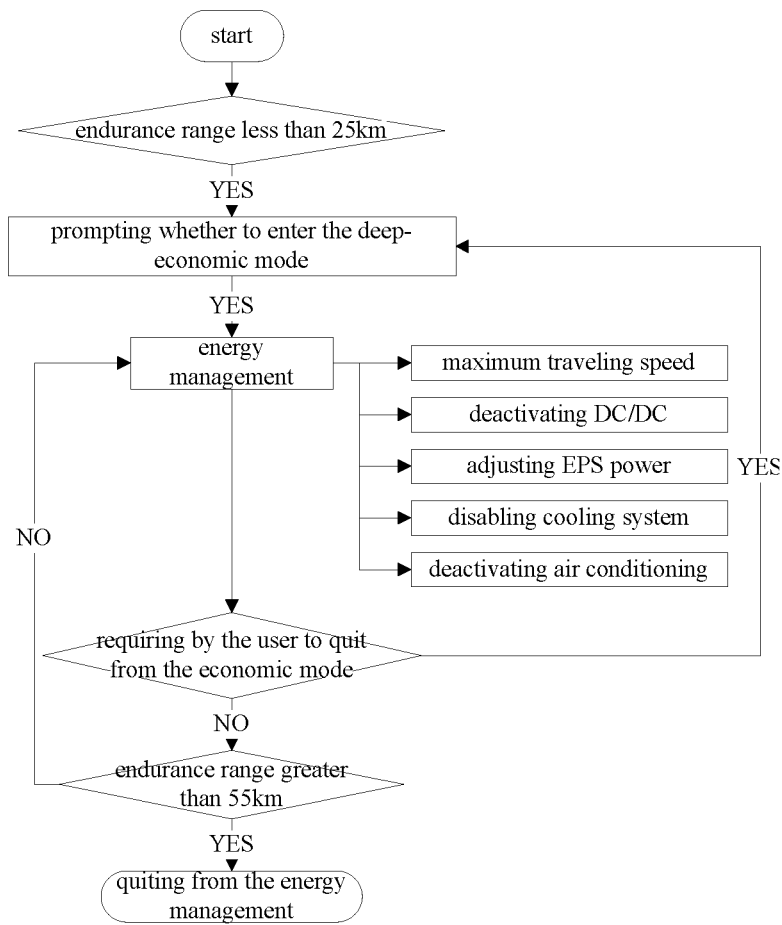 start
endurance range less than 25km
YES
prompting whether to enter the deep-
economic mode
YES
energy
management
maximum traveling speed
deactivating DC/DC
adjusting EPS power
YES
disabling cooling system
NO
deactivating air conditioning
requiring by the user to quit
from the economic mode
NO
endurance range greater
than 55km
YES
quiting from the energy
management